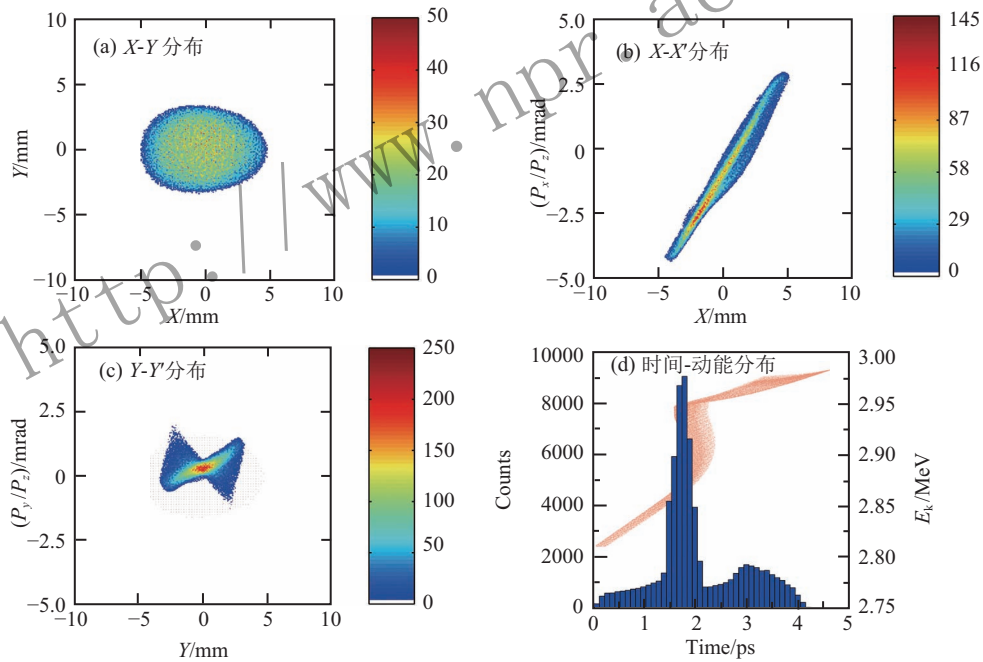 (a) X-Y 分布
10
5
0
−5
−10
Y/mm
−10 −5 0 5 10
X/mm
50
40
30
20
10
0
(b) X-X′分布
5.0
2.5
0
−2.5
−5.0
(Px/Pz)/mrad
−10 −5 0 5 10
X/mm
145
116
87
58
29
0
http://www.npr.ac
(c) Y-Y′分布
5.0
2.5
0
−2.5
−5.0
(Py/Pz)/mrad
−10 −5 0 5 10
Y/mm
250
200
150
100
50
0
(d) 时间-动能分布
10000
8000
6000
4000
2000
0
Counts
0 1 2 3 4 5
Time/ps
3.00
2.95
2.90
2.85
2.80
2.75
Ek/MeV